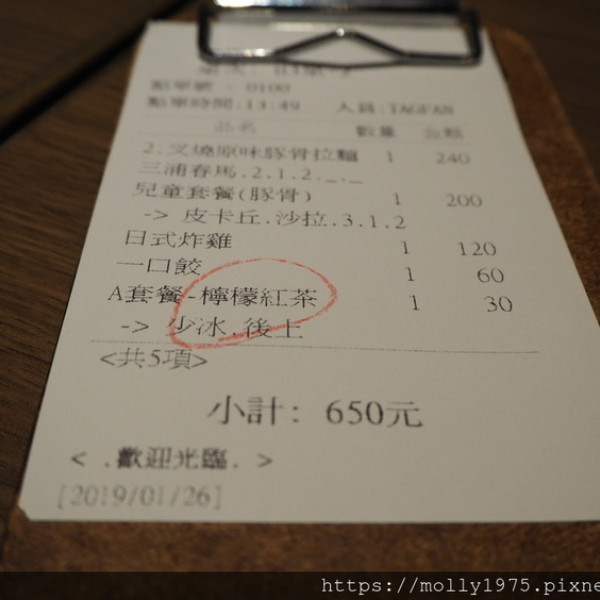 點單號 : 0100
點單時間:13:49 人員:TAOPAN
品名 數量 金額
2.叉燒原味豚骨拉麵 1 240
三浦春馬.2.1.2._._
兒童套餐(豚骨) 1 200
-> 皮卡丘.沙拉.3.1.2
日式炸雞 1 120
一口餃 1 60
A套餐-檸檬紅茶 1 30
-> 少冰.後上
<共5項>
小計: 650元
< .歡迎光臨. >
[2019/01/26]
https://molly1975.pixne